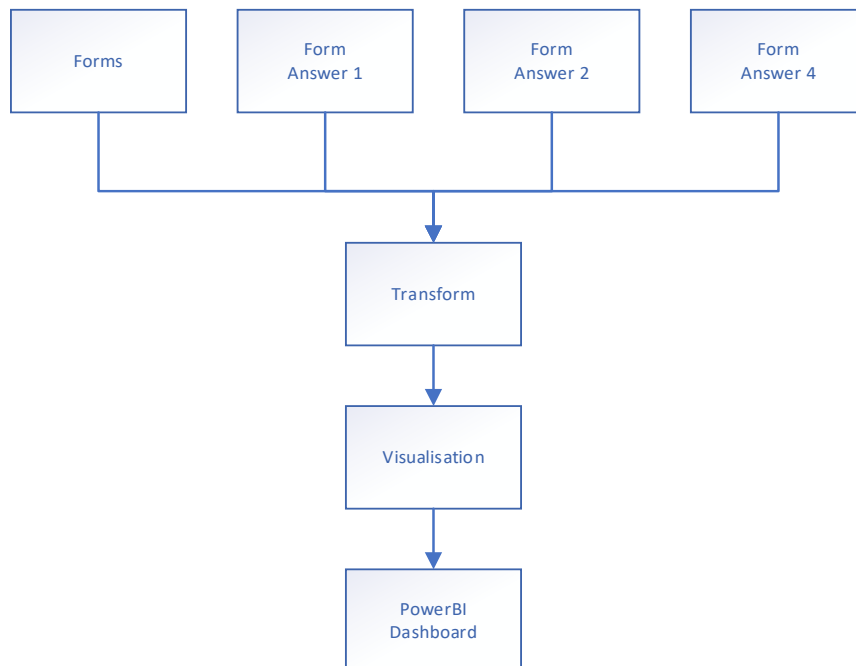 Forms
Form
Answer 1
Form
Answer 2
Form
Answer 4
Transform
Visualisation
PowerBI
Dashboard